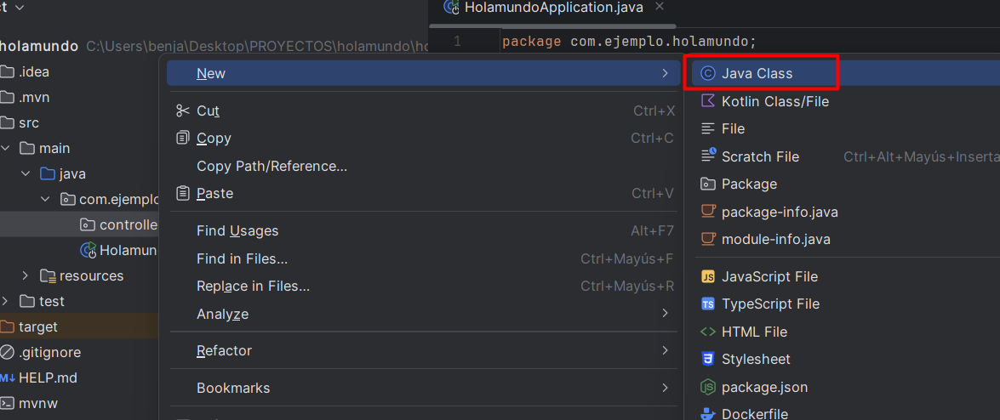 ct
HolamundoApplication.java
holamundo C:\Users\benja\Desktop\PROYECTOS\holamundo\ho
1 package com.ejemplo.holamundo;
.idea
.mvn
src
main
java
com.ejemplo
controlle
Holamun
resources
test
target
.gitignore
M↓ HELP.md
mvnw
New
Cut Ctrl+X
Copy Ctrl+C
Copy Path/Reference...
Paste Ctrl+V
Find Usages Alt+F7
Find in Files... Ctrl+Mayús+F
Replace in Files... Ctrl+Mayús+R
Analyze
Refactor
Bookmarks
Java Class
Kotlin Class/File
File
Scratch File Ctrl+Alt+Mayús+Inserta
Package
package-info.java
module-info.java
JS JavaScript File
TS TypeScript File
HTML File
Stylesheet
package.json
Dockerfile